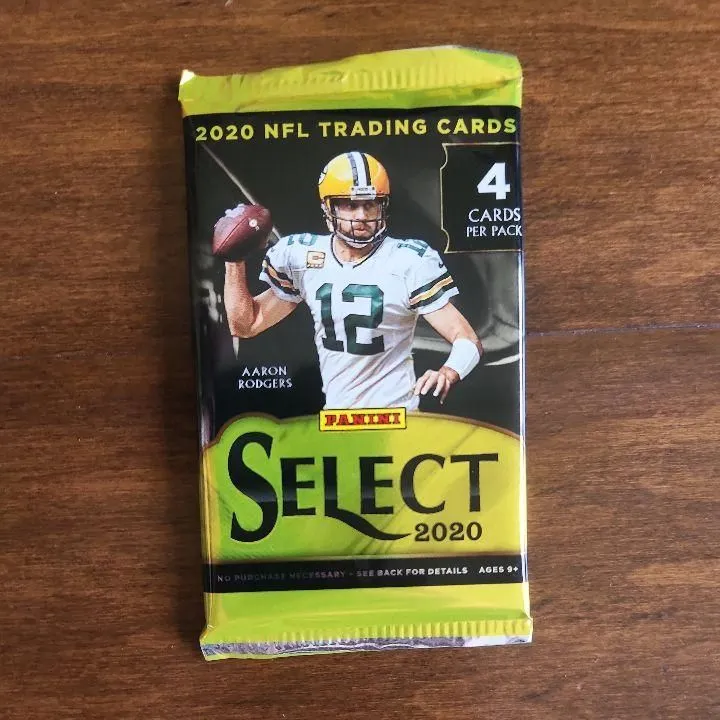 2020 NFL TRADING CARDS
4
CARDS
PER PACK
12
12
12
AARON
RODGERS
PANINI
SELECT
2020
NO PURCHASE NECESSARY - SEE BACK FOR DETAILS AGES 9+